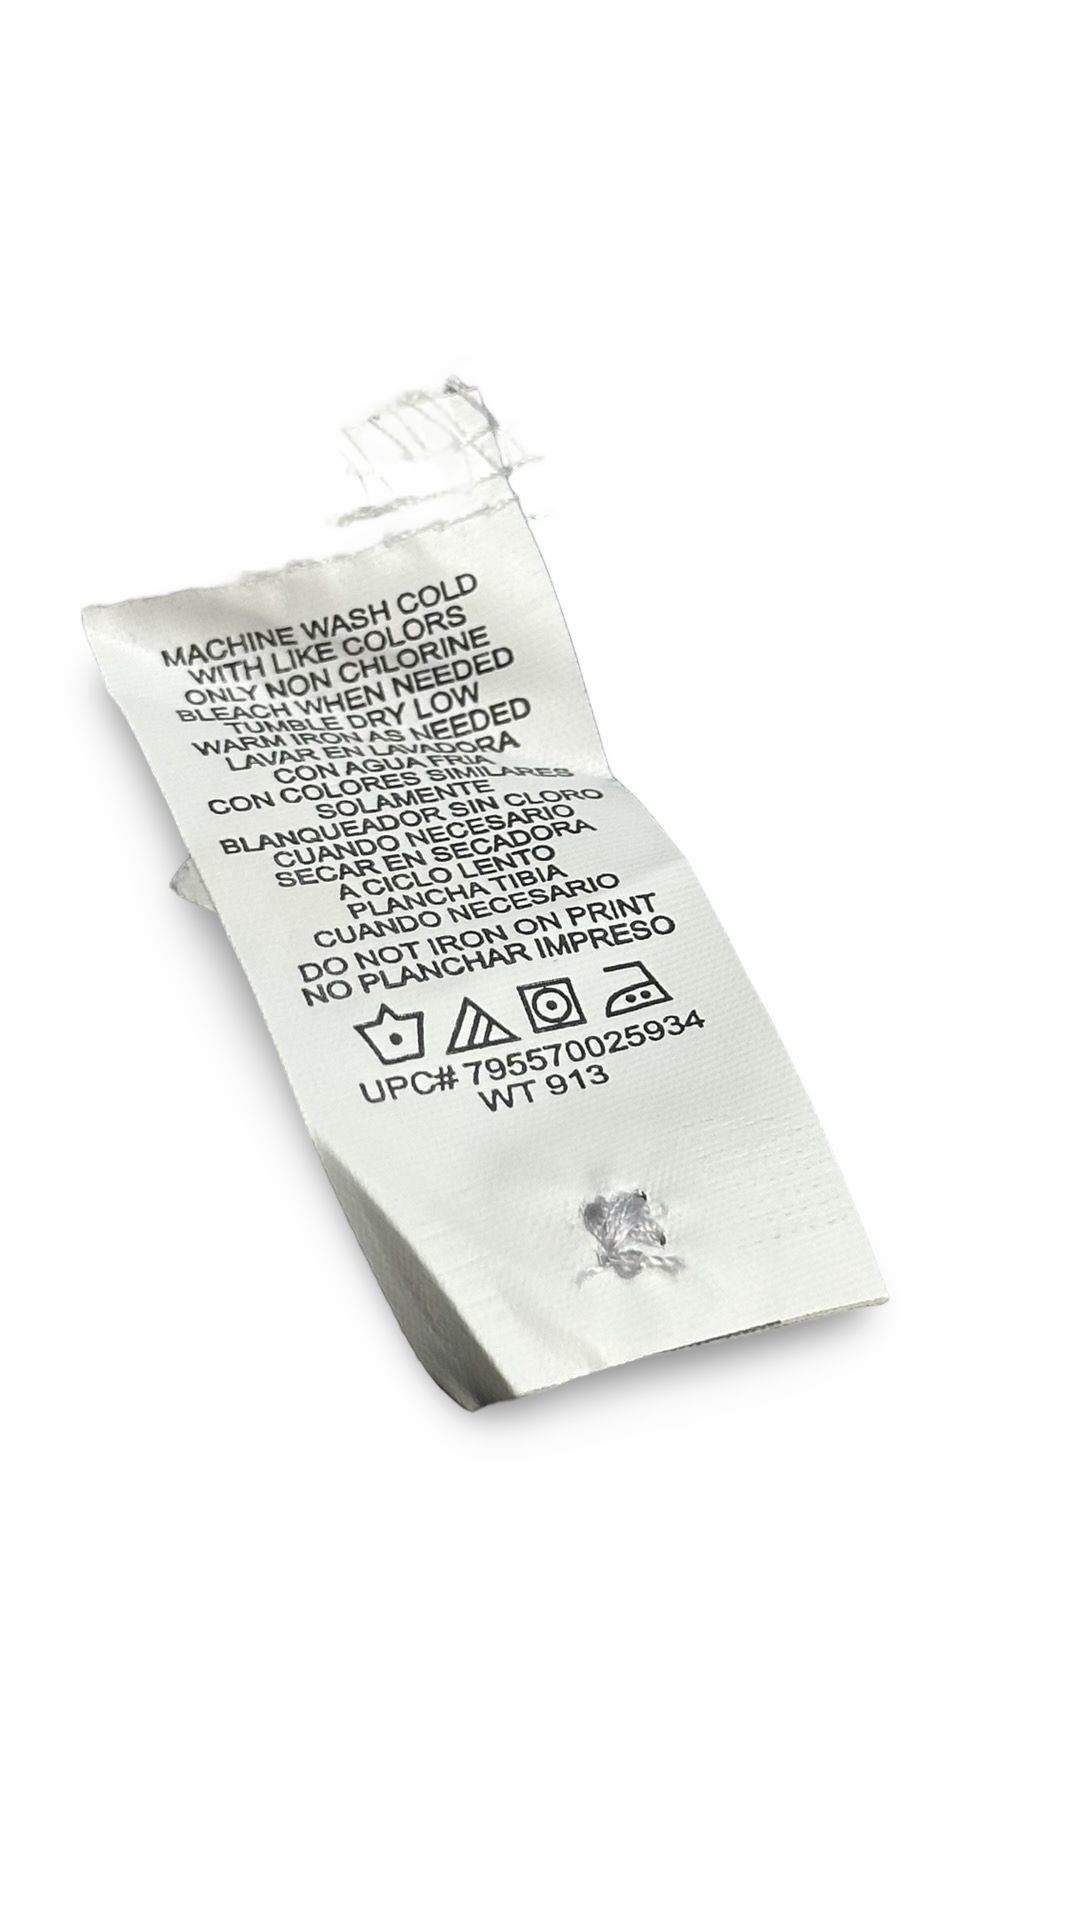 MACHINE WASH COLD
WITH LIKE COLORS
ONLY NON CHLORINE
BLEACH WHEN NEEDED
TUMBLE DRY LOW
WARM IRON AS NEEDED
LAVAR EN LAVADORA
CON AGUA FRIA
CON COLORES SIMILARES
SOLAMENTE
BLANQUEADOR SIN CLORO
CUANDO NECESARIO
SECAR EN SECADORA
A CICLO LENTO
PLANCHA TIBIA
CUANDO NECESARIO
DO NOT IRON ON PRINT
NO PLANCHAR IMPRESO
UPC# 795570025934
WT 913